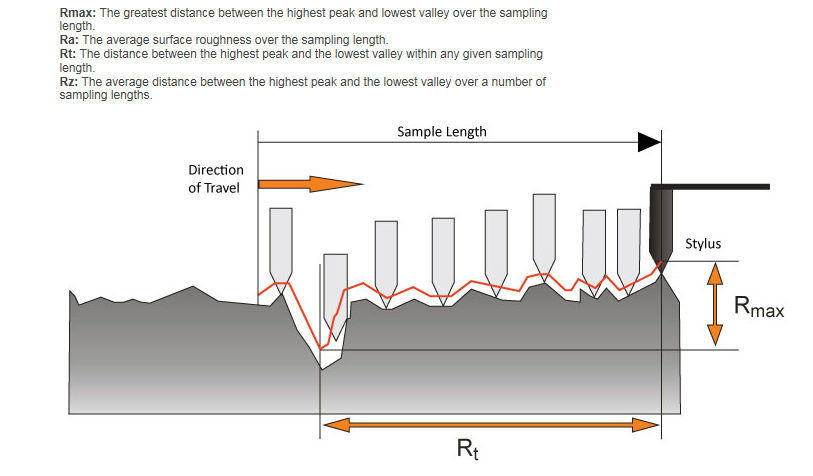 Rmax: The greatest distance between the highest peak and lowest valley over the sampling
length.
Ra: The average surface roughness over the sampling length.
Rt: The distance between the highest peak and the lowest valley within any given sampling
length.
Rz: The average distance between the highest peak and the lowest valley over a number of
sampling lengths.
Sample Length
Direction
of Travel
Stylus
Rmax
Rt